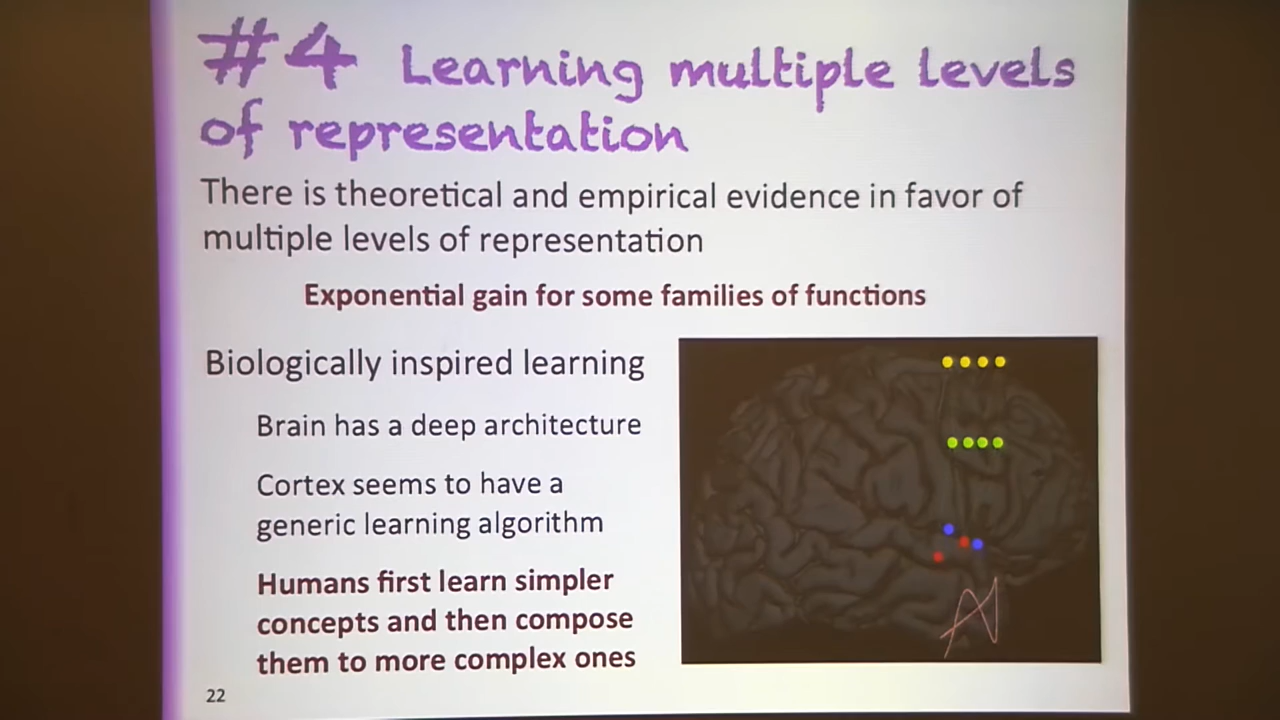 #4 Learning multiple levels
of representation
There is theoretical and empirical evidence in favor of
multiple levels of representation
Exponential gain for some families of functions
Biologically inspired learning
Brain has a deep architecture
Cortex seems to have a
generic learning algorithm
Humans first learn simpler
concepts and then compose
them to more complex ones
22